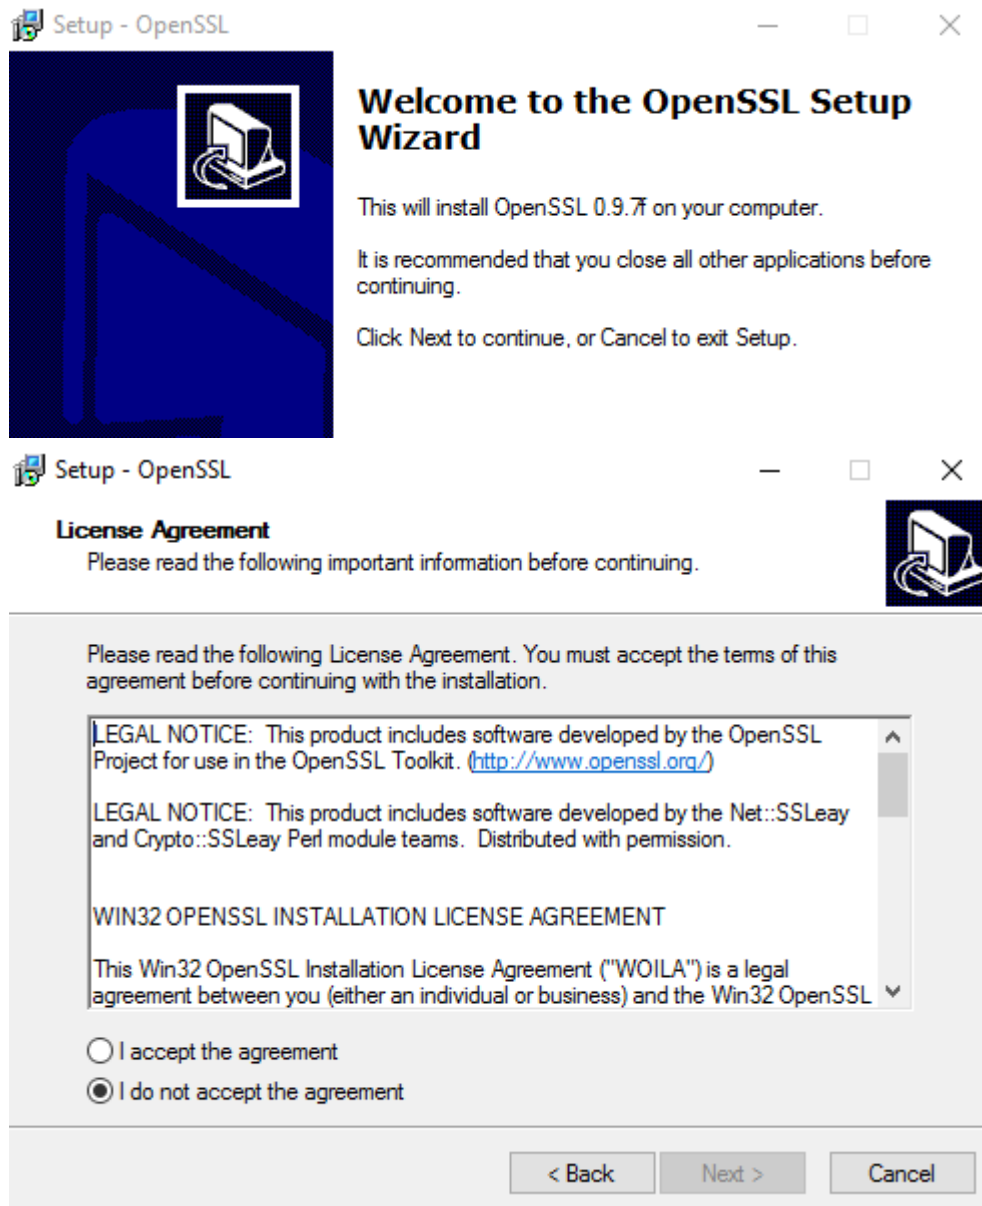 Setup - OpenSSL
Welcome to the OpenSSL Setup
Wizard
This will install OpenSSL 0.9.7f on your computer.
It is recommended that you close all other applications before
continuing.
Click Next to continue, or Cancel to exit Setup.
Setup - OpenSSL
License Agreement
Please read the following important information before continuing.
Please read the following License Agreement. You must accept the terms of this
agreement before continuing with the installation.
LEGAL NOTICE:  This product includes software developed by the OpenSSL
Project for use in the OpenSSL Toolkit. (http://www.openssl.org/)
LEGAL NOTICE:  This product includes software developed by the Net::SSLeay
and Crypto::SSLeay Perl module teams.  Distributed with permission.
WIN32 OPENSSL INSTALLATION LICENSE AGREEMENT
This Win32 OpenSSL Installation License Agreement ("WOILA") is a legal
agreement between you (either an individual or business) and the Win32 OpenSSL
I accept the agreement
I do not accept the agreement
< Back
Next >
Cancel